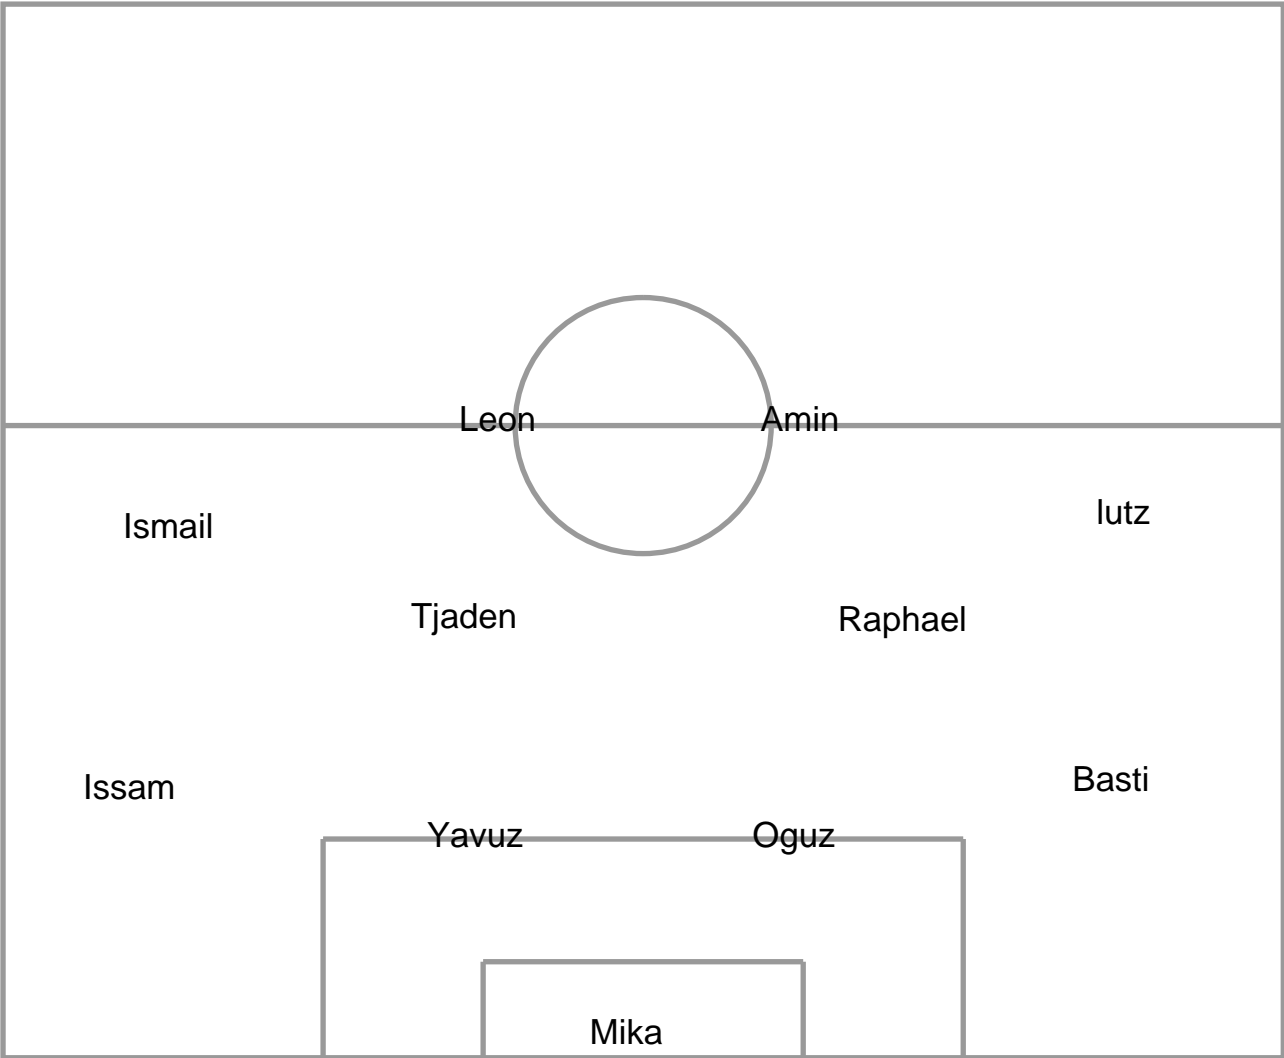 Leon Amin
Ismail lutz
Tjaden Raphael
Issam Basti
Yavuz Oguz
Mika